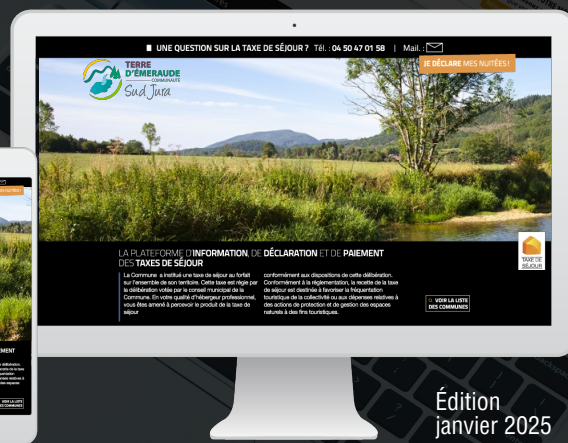 UNE QUESTION SUR LA TAXE DE SÉJOUR ? Tél. : 04 50 47 01 58 | Mail. :
JE DÉCLARE MES NUITÉES !
TERRE
D'ÉMERAUDE
COMMUNAUTÉ
Sud Jura
LA PLATEFORME D'INFORMATION, DE DÉCLARATION ET DE PAIEMENT
DES TAXES DE SÉJOUR
La Commune a institué une taxe de séjour au forfait
sur l'ensemble de son territoire. Cette taxe est régie par
la délibération votée par le conseil municipal de la
Commune. En votre qualité d'hébergeur professionnel,
vous êtes amené à percevoir le produit de la taxe de
séjour
conformément aux dispositions de cette délibération.
Conformément à la réglementation, la recette de la taxe
de séjour est destinée à favoriser la fréquentation
touristique de la collectivité ou aux dépenses relatives à
des actions de protection et de gestion des espaces
naturels à des fins touristiques.
TAXE DE
SÉJOUR
VOIR LA LISTE
DES COMMUNES
VOIR LA LISTE
DES COMMUNES
Édition
janvier 2025